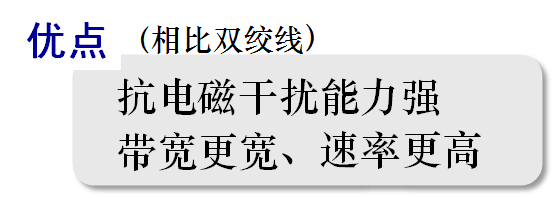 优点（相比双绞线）
抗电磁干扰能力强
带宽更宽、速率更高